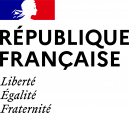 RÉPUBLIQUE
FRANÇAISE
Liberté
Égalité
Fraternité